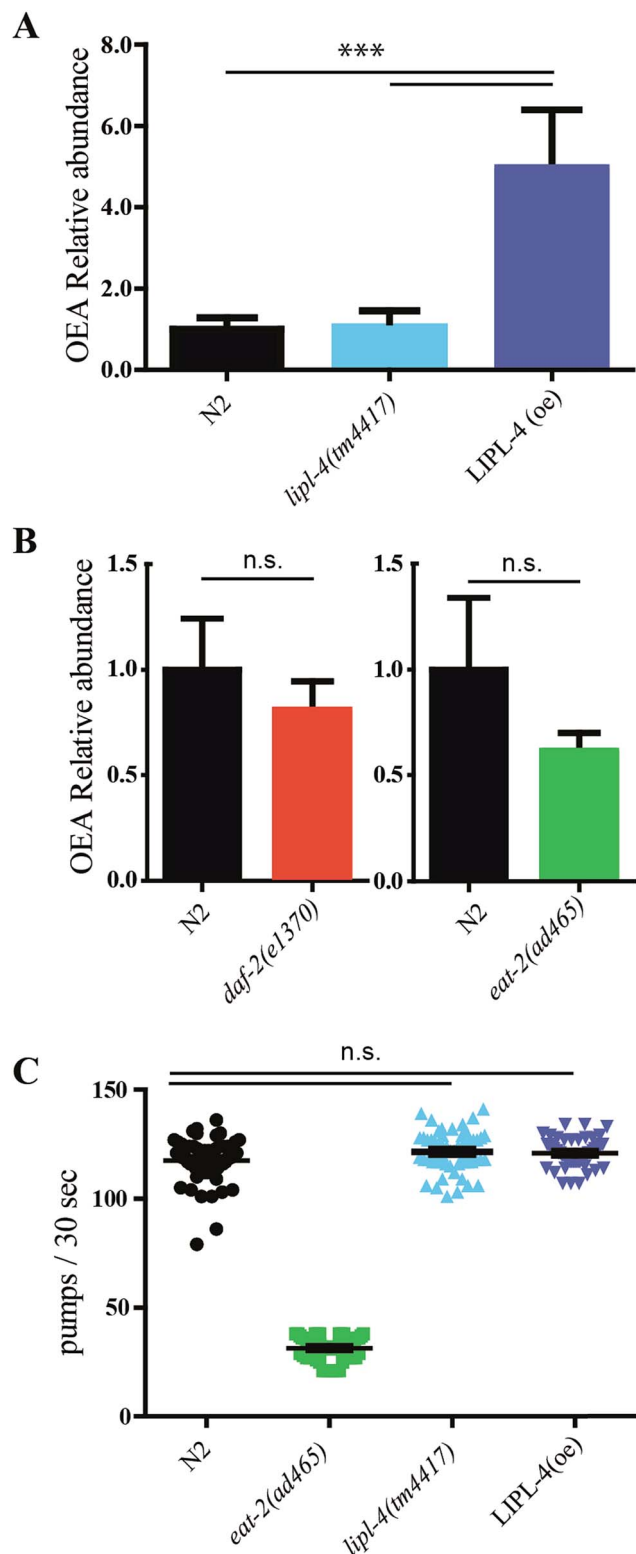 A
***
OEA Relative abundance
8.0
6.0
4.0
2.0
0.0
N2
lipl-4(tm4417)
LIPL-4 (oe)
B
n.s.
n.s.
OEA Relative abundance
1.5
1.0
0.5
0.0
1.5
1.0
0.5
0.0
N2
daf-2(e1370)
N2
eat-2(ad465)
C
n.s.
pumps / 30 sec
150
100
50
0
N2
eat-2(ad465)
lipl-4(tm4417)
LIPL-4(oe)